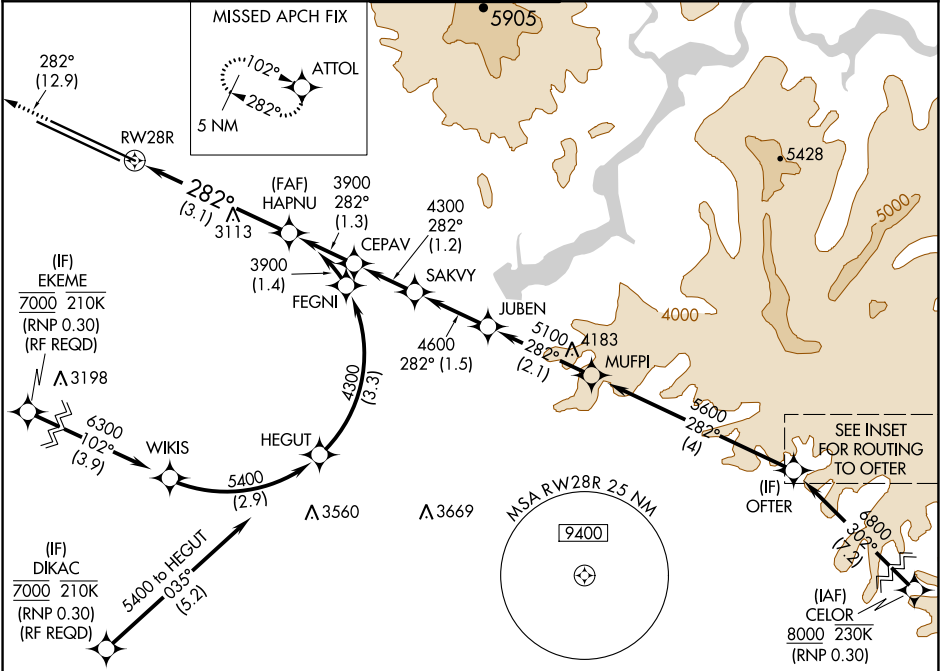 MISSED APCH FIX
102°
ATTOL
282°
5 NM
5905
282°
(12.9)
RW28R
282°
(3.1)
3113
(FAF)
HAPNU
3900
282°
(1.3)
4300
282°
(1.2)
CEPAV
SAKVY
3900
(1.4)
FEGNI
JUBEN
4600
282° (1.5)
5100
282°
(2.1)
4183
MUFPI
5428
5000
4000
5600
282°
(4)
SEE INSET
FOR ROUTING
TO OFTER
(IF)
OFTER
6800
302°
(7.2)
(IAF)
CELOR
8000 230K
(RNP 0.30)
(IF)
EKEME
7000 210K
(RNP 0.30)
(RF REQD)
3198
6300
102°
(3.9)
WIKIS
5400
(2.9)
HEGUT
4300
(3.3)
3560
3669
MSA RW28R 25 NM
9400
(IF)
DIKAC
7000 210K
(RNP 0.30)
(RF REQD)
5400 to HEGUT
035°
(5.2)